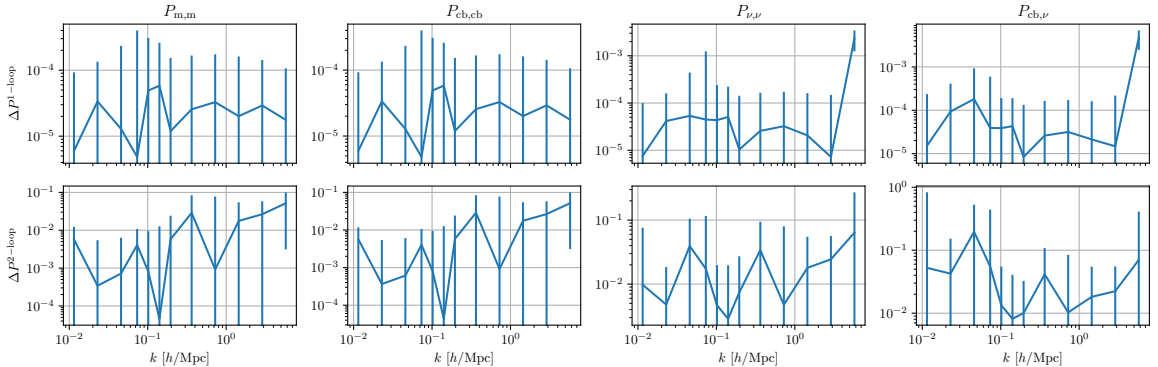 P_{m,m} P_{cb,cb} P_{ν,ν} P_{cb,ν}
ΔP^{1−loop}
10^{−4} 10^{−4} 10^{−3} 10^{−3}
10^{−4} 10^{−4}
10^{−5} 10^{−5} 10^{−5} 10^{−5}
ΔP^{2−loop}
10^{−1} 10^{−1} 10^{−1} 10^{0}
10^{−2} 10^{−2} 10^{−2} 10^{−1}
10^{−3} 10^{−3} 10^{−2}
10^{−4} 10^{−4}
10^{−2} 10^{−1} 10^{0} 10^{−2} 10^{−1} 10^{0} 10^{−2} 10^{−1} 10^{0} 10^{−2} 10^{−1} 10^{0}
k [h/Mpc] k [h/Mpc] k [h/Mpc] k [h/Mpc]